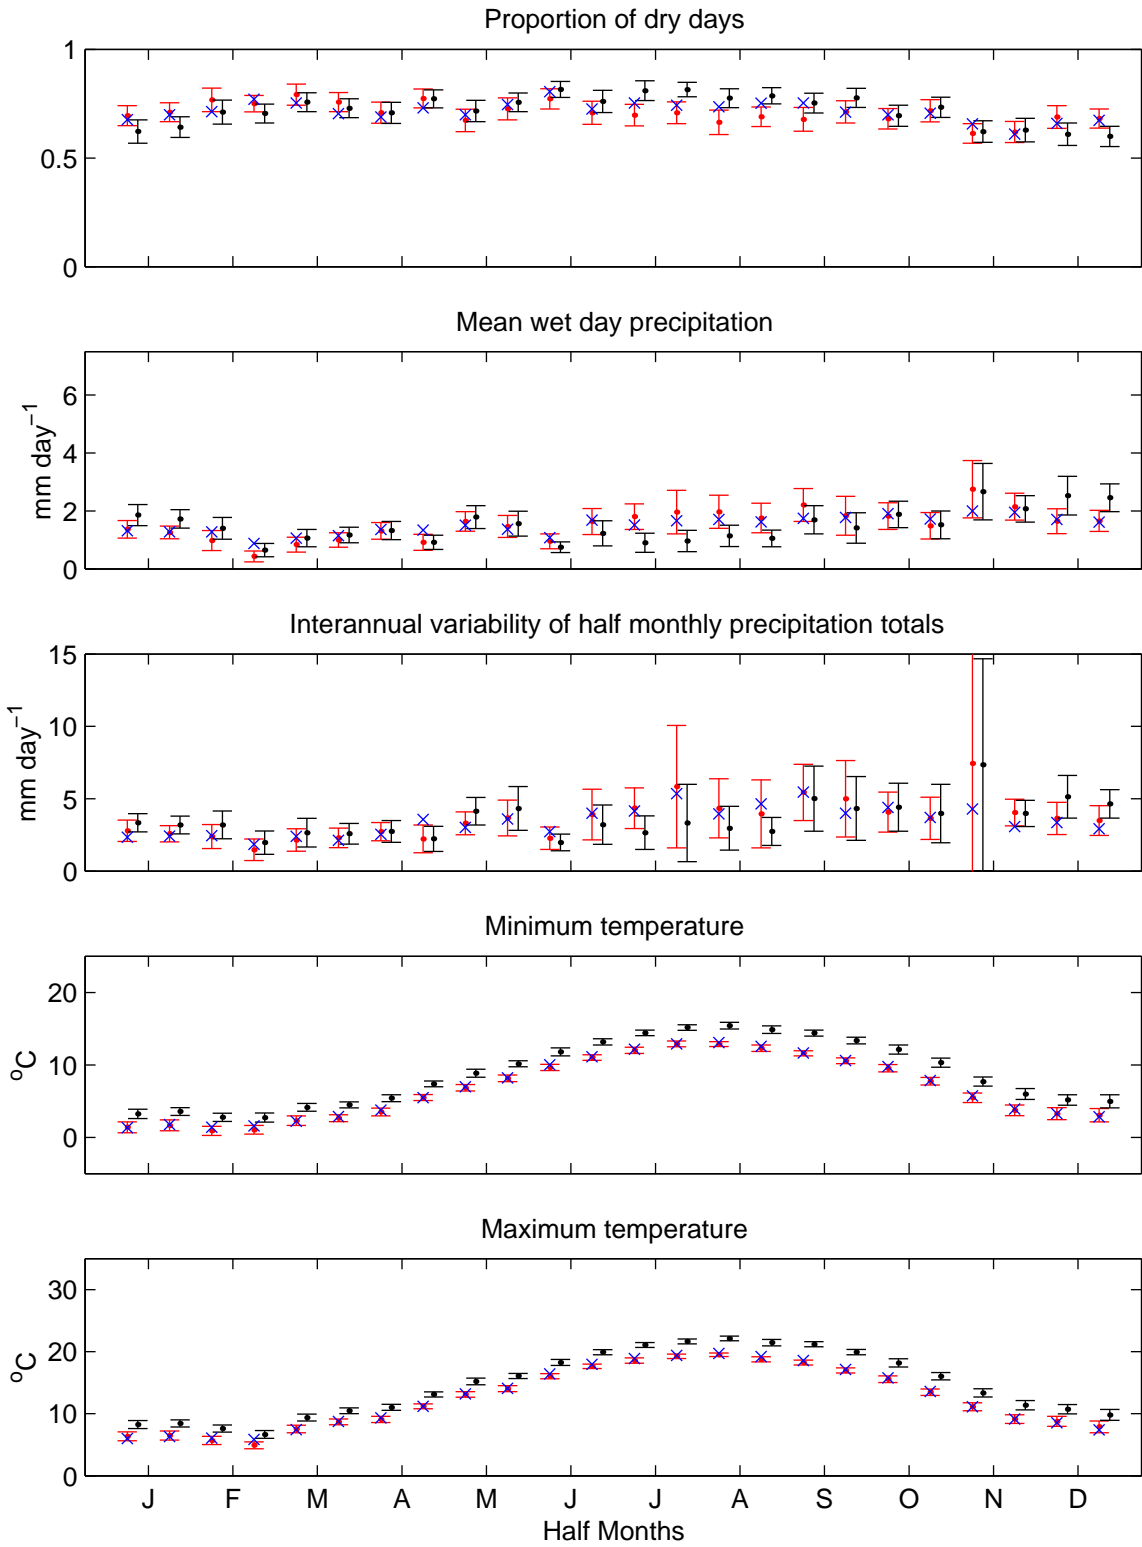 Proportion of dry days
1
0.5
0
Mean wet day precipitation
mm day⁻¹
6
4
2
0
Interannual variability of half monthly precipitation totals
mm day⁻¹
15
10
5
0
Minimum temperature
ºC
20
10
0
Maximum temperature
ºC
30
20
10
0
J F M A M J J A S O N D
Half Months